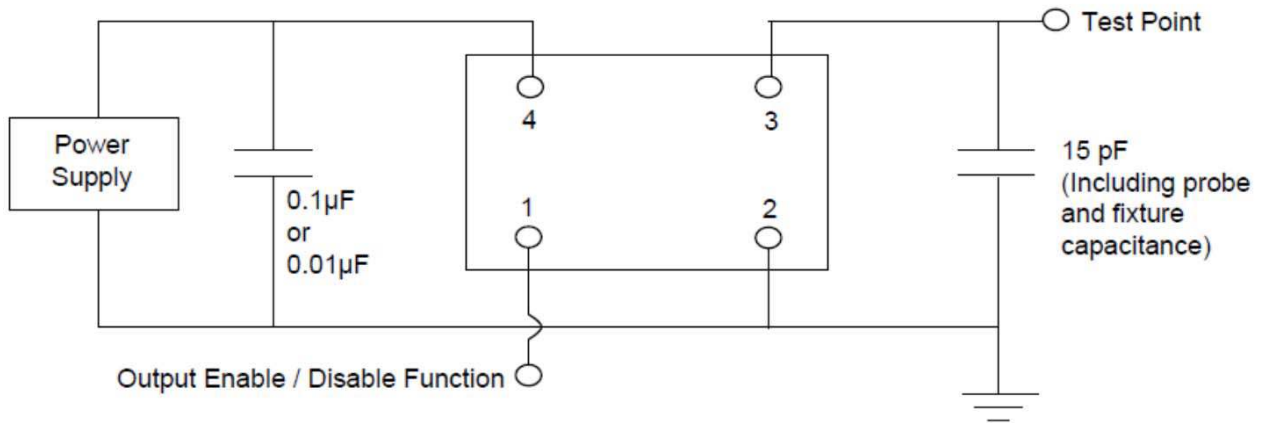 Test Point
4
3
Power
Supply
0.1µF
or
0.01µF
1
2
15 pF
(Including probe
and fixture
capacitance)
Output Enable / Disable Function